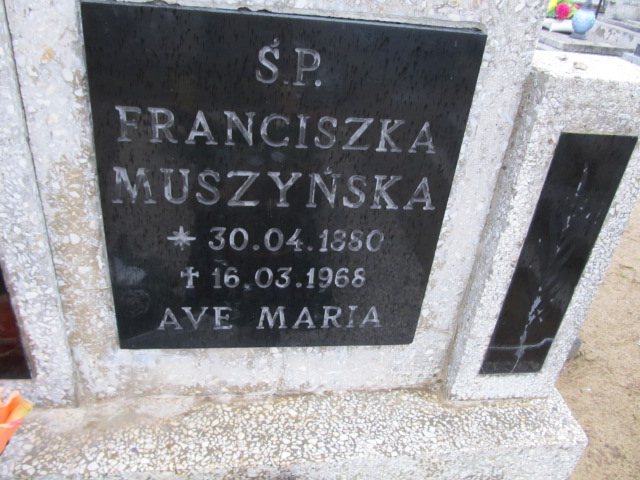 Ś.P.
FRANCISZKA
MUSZYŃSKA
* 30.04.1880
✝ 16.03.1968
AVE MARIA